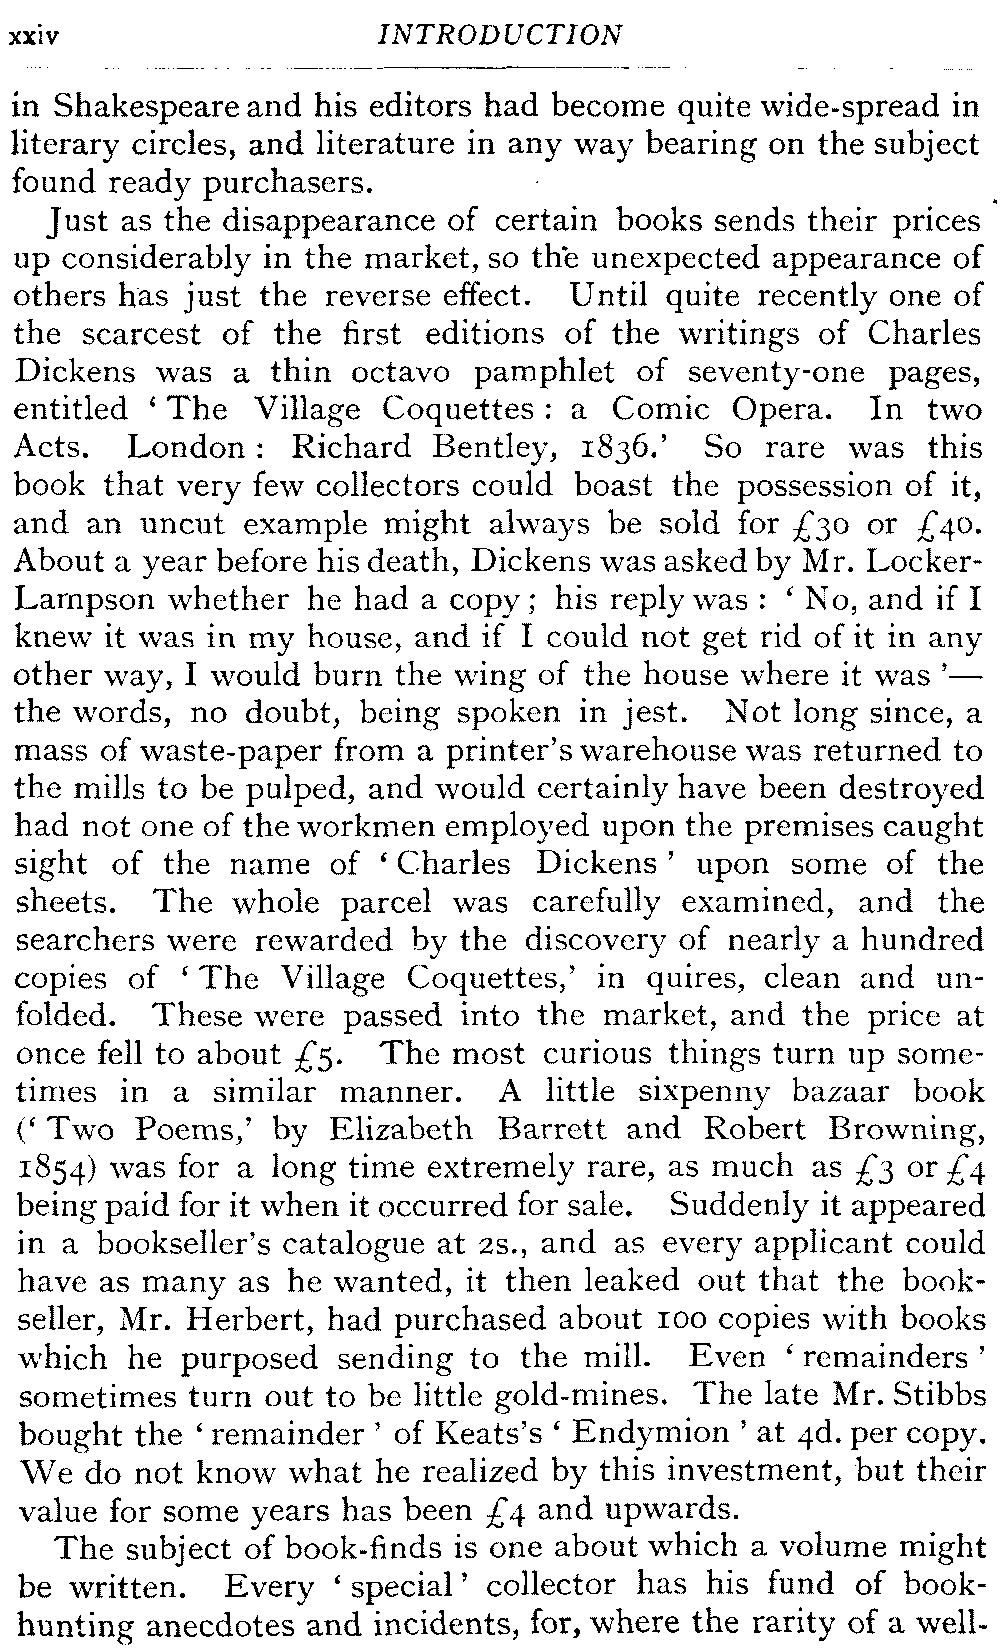 xxiv INTRODUCTION
in Shakespeare and his editors had become quite wide-spread in
literary circles, and literature in any way bearing on the subject
found ready purchasers.
Just as the disappearance of certain books sends their prices
up considerably in the market, so the unexpected appearance of
others has just the reverse effect. Until quite recently one of
the scarcest of the first editions of the writings of Charles
Dickens was a thin octavo pamphlet of seventy-one pages,
entitled ‘ The Village Coquettes : a Comic Opera. In two
Acts. London : Richard Bentley, 1836.’ So rare was this
book that very few collectors could boast the possession of it,
and an uncut example might always be sold for £30 or £40.
About a year before his death, Dickens was asked by Mr. Locker-
Lampson whether he had a copy ; his reply was : ‘ No, and if I
knew it was in my house, and if I could not get rid of it in any
other way, I would burn the wing of the house where it was ’—
the words, no doubt, being spoken in jest. Not long since, a
mass of waste-paper from a printer’s warehouse was returned to
the mills to be pulped, and would certainly have been destroyed
had not one of the workmen employed upon the premises caught
sight of the name of ‘ Charles Dickens ’ upon some of the
sheets. The whole parcel was carefully examined, and the
searchers were rewarded by the discovery of nearly a hundred
copies of ‘ The Village Coquettes,’ in quires, clean and un-
folded. These were passed into the market, and the price at
once fell to about £5. The most curious things turn up some-
times in a similar manner. A little sixpenny bazaar book
(‘ Two Poems,’ by Elizabeth Barrett and Robert Browning,
1854) was for a long time extremely rare, as much as £3 or £4
being paid for it when it occurred for sale. Suddenly it appeared
in a bookseller’s catalogue at 2s., and as every applicant could
have as many as he wanted, it then leaked out that the book-
seller, Mr. Herbert, had purchased about 100 copies with books
which he purposed sending to the mill. Even ‘ remainders ’
sometimes turn out to be little gold-mines. The late Mr. Stibbs
bought the ‘ remainder ’ of Keats’s ‘ Endymion ’ at 4d. per copy.
We do not know what he realized by this investment, but their
value for some years has been £4 and upwards.
The subject of book-finds is one about which a volume might
be written. Every ‘ special ’ collector has his fund of book-
hunting anecdotes and incidents, for, where the rarity of a well-